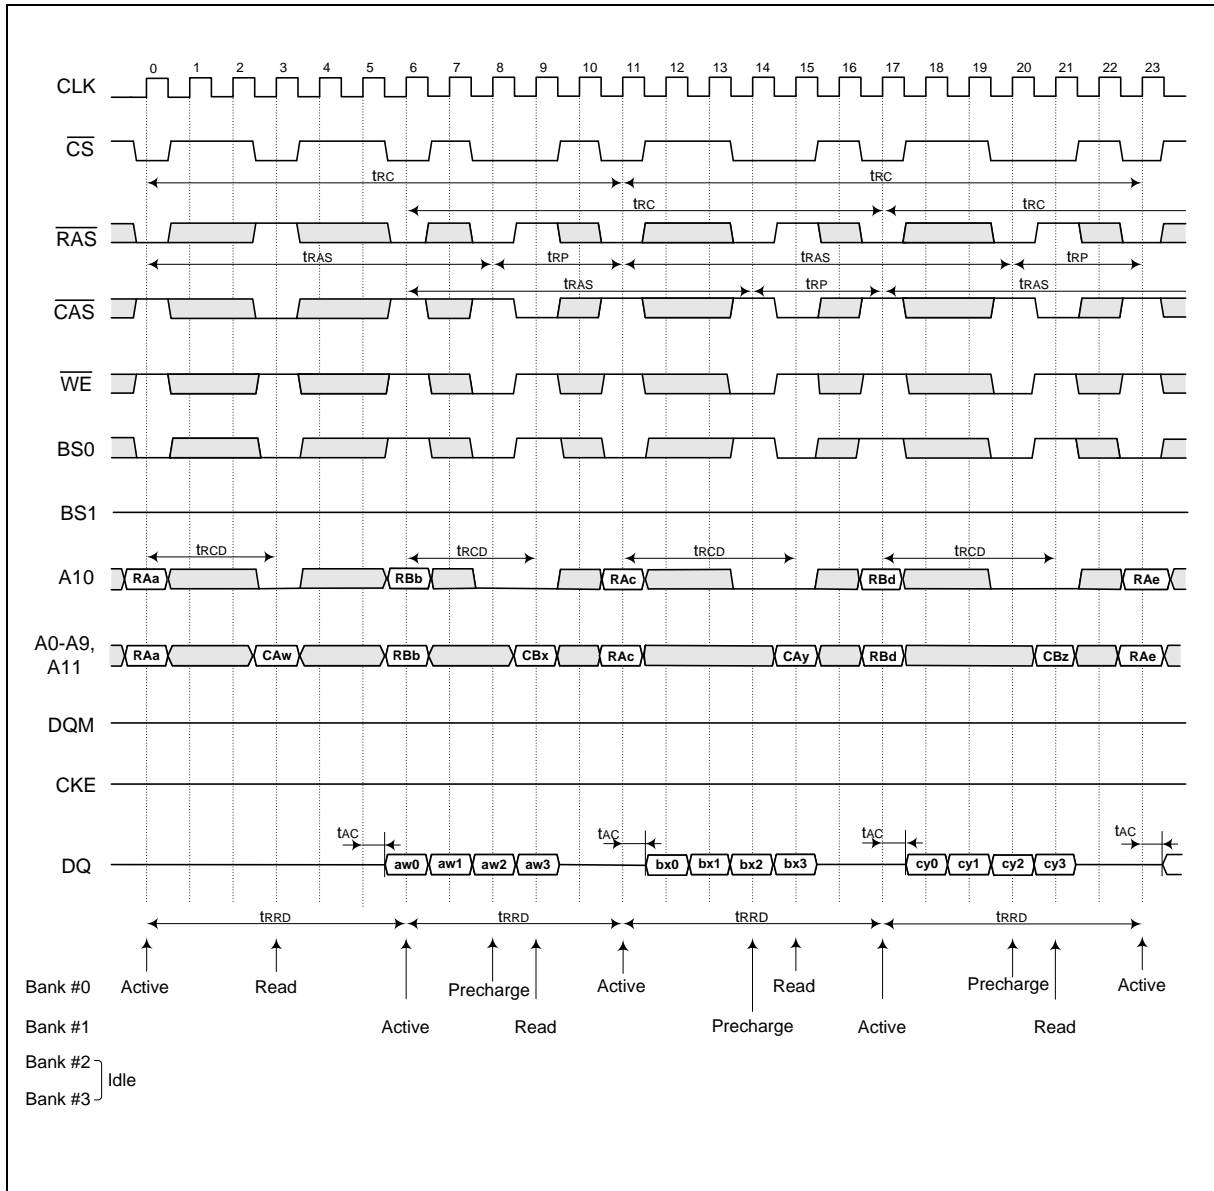 0 1 2 3 4 5 6 7 8 9 10 11 12 13 14 15 16 17 18 19 20 21 22 23
CLK
CS
tRC tRC
tRC tRC
RAS
tRAS tRP tRAS tRP
tRAS tRP tRAS
CAS
WE
BS0
BS1
tRCD tRCD tRCD tRCD
A10 RAa RBb RAc RBd RAe
A0-A9,
A11
RAa CAw RBb CBx RAc CAy RBd CBz RAe
DQM
CKE
tAC tAC tAC tAC
DQ aw0 aw1 aw2 aw3 bx0 bx1 bx2 bx3 cy0 cy1 cy2 cy3
tRRD tRRD tRRD tRRD
Bank #0 Active Read Precharge Active Read Precharge Active
Bank #1 Active Read Precharge Active Read
Bank #2
Idle
Bank #3